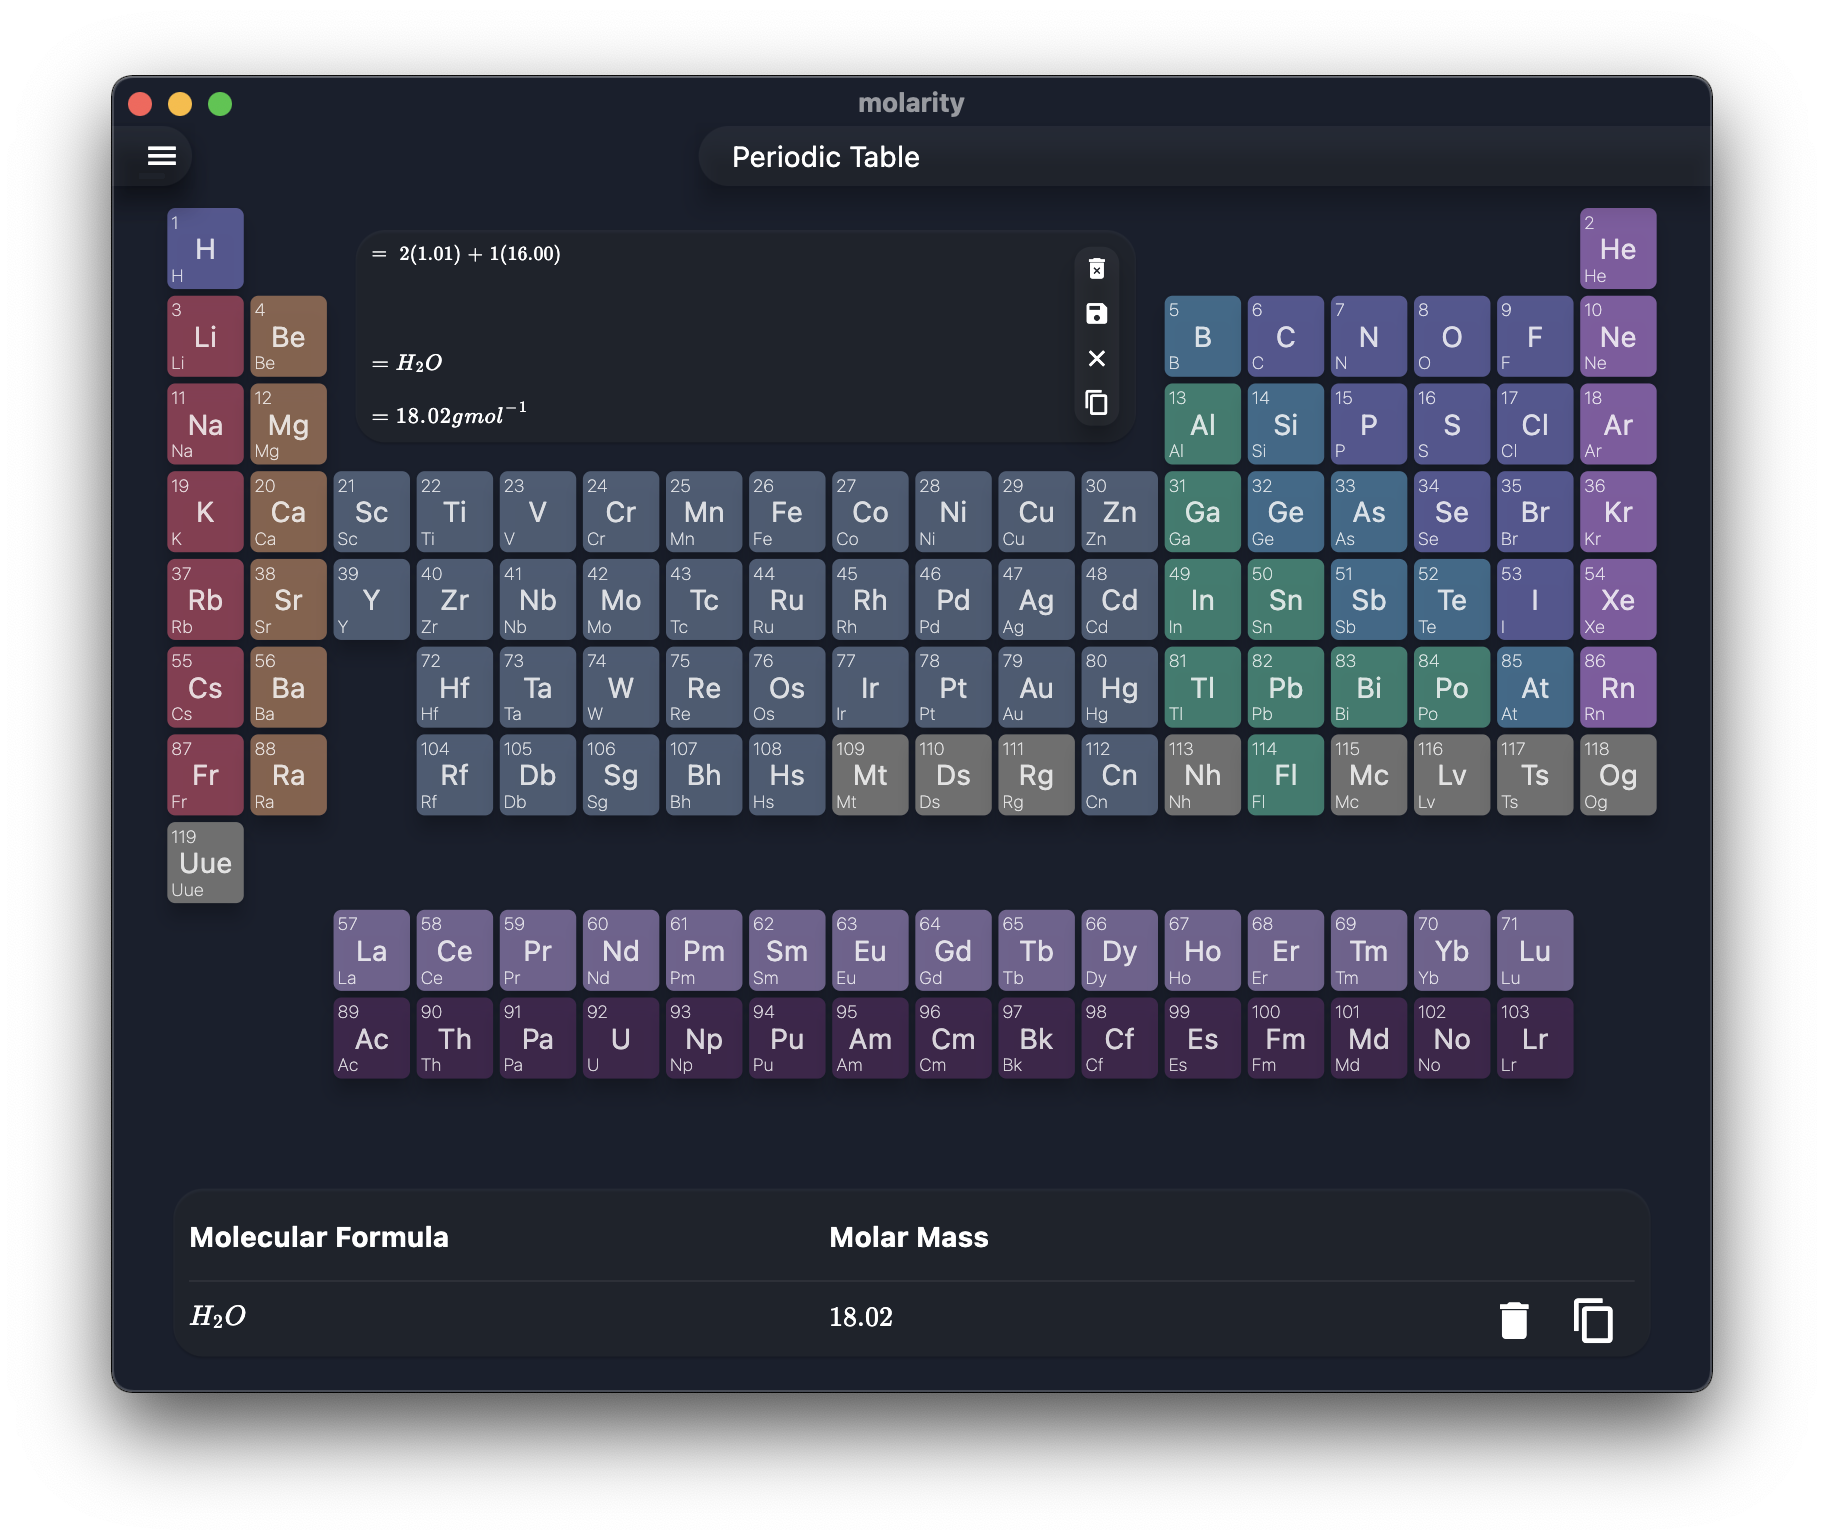 molarity
Periodic Table
1 H H
2 He He
= 2(1.01) + 1(16.00)
3 Li Li
4 Be Be
5 B B
6 C C
7 N N
8 O O
9 F F
10 Ne Ne
= H₂O
11 Na Na
12 Mg Mg
= 18.02gmol⁻¹
13 Al Al
14 Si Si
15 P P
16 S S
17 Cl Cl
18 Ar Ar
19 K K
20 Ca Ca
21 Sc Sc
22 Ti Ti
23 V V
24 Cr Cr
25 Mn Mn
26 Fe Fe
27 Co Co
28 Ni Ni
29 Cu Cu
30 Zn Zn
31 Ga Ga
32 Ge Ge
33 As As
34 Se Se
35 Br Br
36 Kr Kr
37 Rb Rb
38 Sr Sr
39 Y Y
40 Zr Zr
41 Nb Nb
42 Mo Mo
43 Tc Tc
44 Ru Ru
45 Rh Rh
46 Pd Pd
47 Ag Ag
48 Cd Cd
49 In In
50 Sn Sn
51 Sb Sb
52 Te Te
53 I I
54 Xe Xe
55 Cs Cs
56 Ba Ba
72 Hf Hf
73 Ta Ta
74 W W
75 Re Re
76 Os Os
77 Ir Ir
78 Pt Pt
79 Au Au
80 Hg Hg
81 Tl Tl
82 Pb Pb
83 Bi Bi
84 Po Po
85 At At
86 Rn Rn
87 Fr Fr
88 Ra Ra
104 Rf Rf
105 Db Db
106 Sg Sg
107 Bh Bh
108 Hs Hs
109 Mt Mt
110 Ds Ds
111 Rg Rg
112 Cn Cn
113 Nh Nh
114 Fl Fl
115 Mc Mc
116 Lv Lv
117 Ts Ts
118 Og Og
119 Uue Uue
57 La La
58 Ce Ce
59 Pr Pr
60 Nd Nd
61 Pm Pm
62 Sm Sm
63 Eu Eu
64 Gd Gd
65 Tb Tb
66 Dy Dy
67 Ho Ho
68 Er Er
69 Tm Tm
70 Yb Yb
71 Lu Lu
89 Ac Ac
90 Th Th
91 Pa Pa
92 U U
93 Np Np
94 Pu Pu
95 Am Am
96 Cm Cm
97 Bk Bk
98 Cf Cf
99 Es Es
100 Fm Fm
101 Md Md
102 No No
103 Lr Lr
Molecular Formula Molar Mass
H₂O 18.02